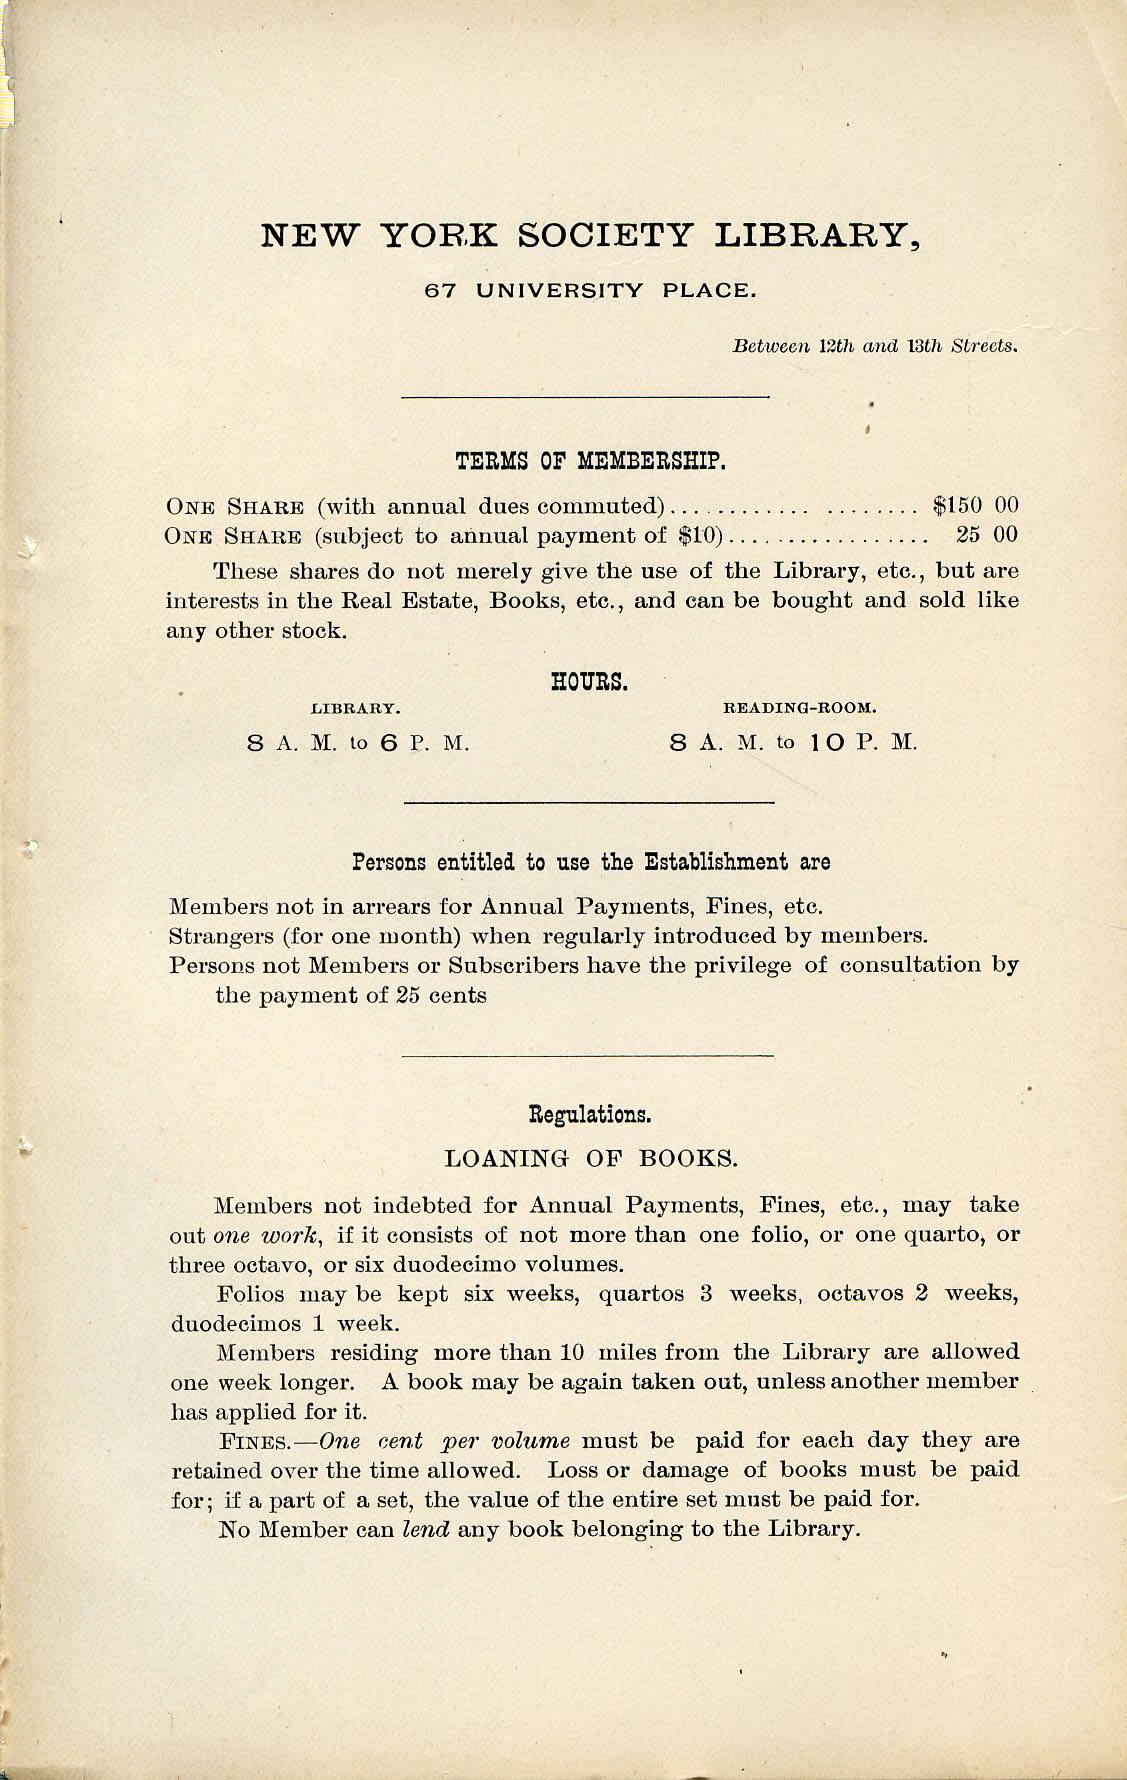 NEW YORK SOCIETY LIBRARY,
67 UNIVERSITY PLACE.
Between 12th and 13th Streets.
TERMS OF MEMBERSHIP.
ONE SHARE (with annual dues commuted)...................... $150 00
ONE SHARE (subject to annual payment of $10)..................... 25 00
These shares do not merely give the use of the Library, etc., but are
interests in the Real Estate, Books, etc., and can be bought and sold like
any other stock.
HOURS.
LIBRARY. READING-ROOM.
8 A. M. to 6 P. M. 8 A. M. to 10 P. M.
Persons entitled to use the Establishment are
Members not in arrears for Annual Payments, Fines, etc.
Strangers (for one month) when regularly introduced by members.
Persons not Members or Subscribers have the privilege of consultation by
the payment of 25 cents
Regulations.
LOANING OF BOOKS.
Members not indebted for Annual Payments, Fines, etc., may take
out one work, if it consists of not more than one folio, or one quarto, or
three octavo, or six duodecimo volumes.
Folios may be kept six weeks, quartos 3 weeks, octavos 2 weeks,
duodecimos 1 week.
Members residing more than 10 miles from the Library are allowed
one week longer. A book may be again taken out, unless another member
has applied for it.
FINES.—One cent per volume must be paid for each day they are
retained over the time allowed. Loss or damage of books must be paid
for; if a part of a set, the value of the entire set must be paid for.
No Member can lend any book belonging to the Library.